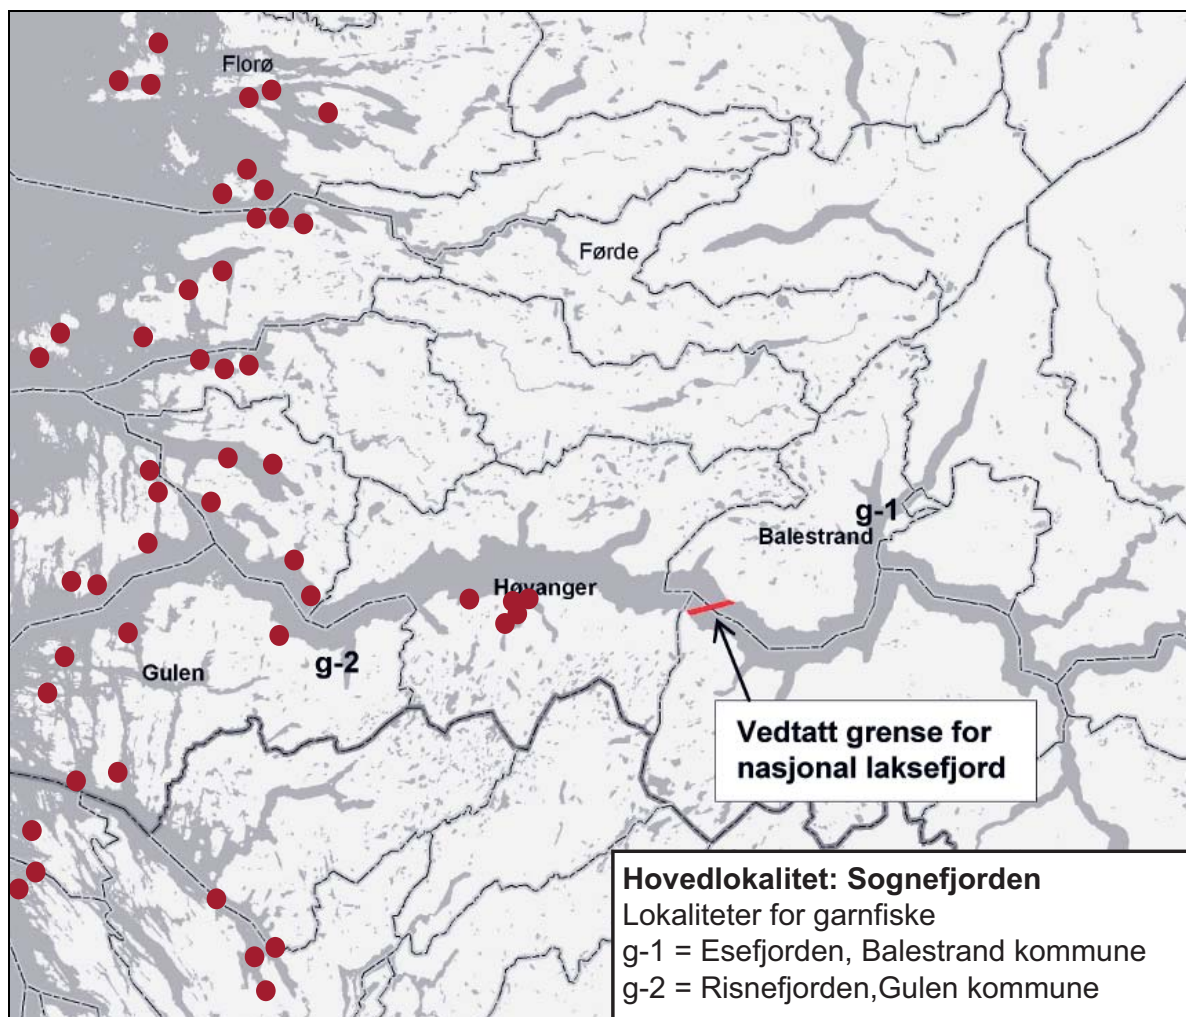 Florø
Førde
g-1
Balestrand
Høyanger
g-2
Gulen
Vedtatt grense for
nasjonal laksefjord
Hovedlokalitet: Sognefjorden
Lokaliteter for garnfiske
g-1 = Esefjorden, Balestrand kommune
g-2 = Risnefjorden,Gulen kommune